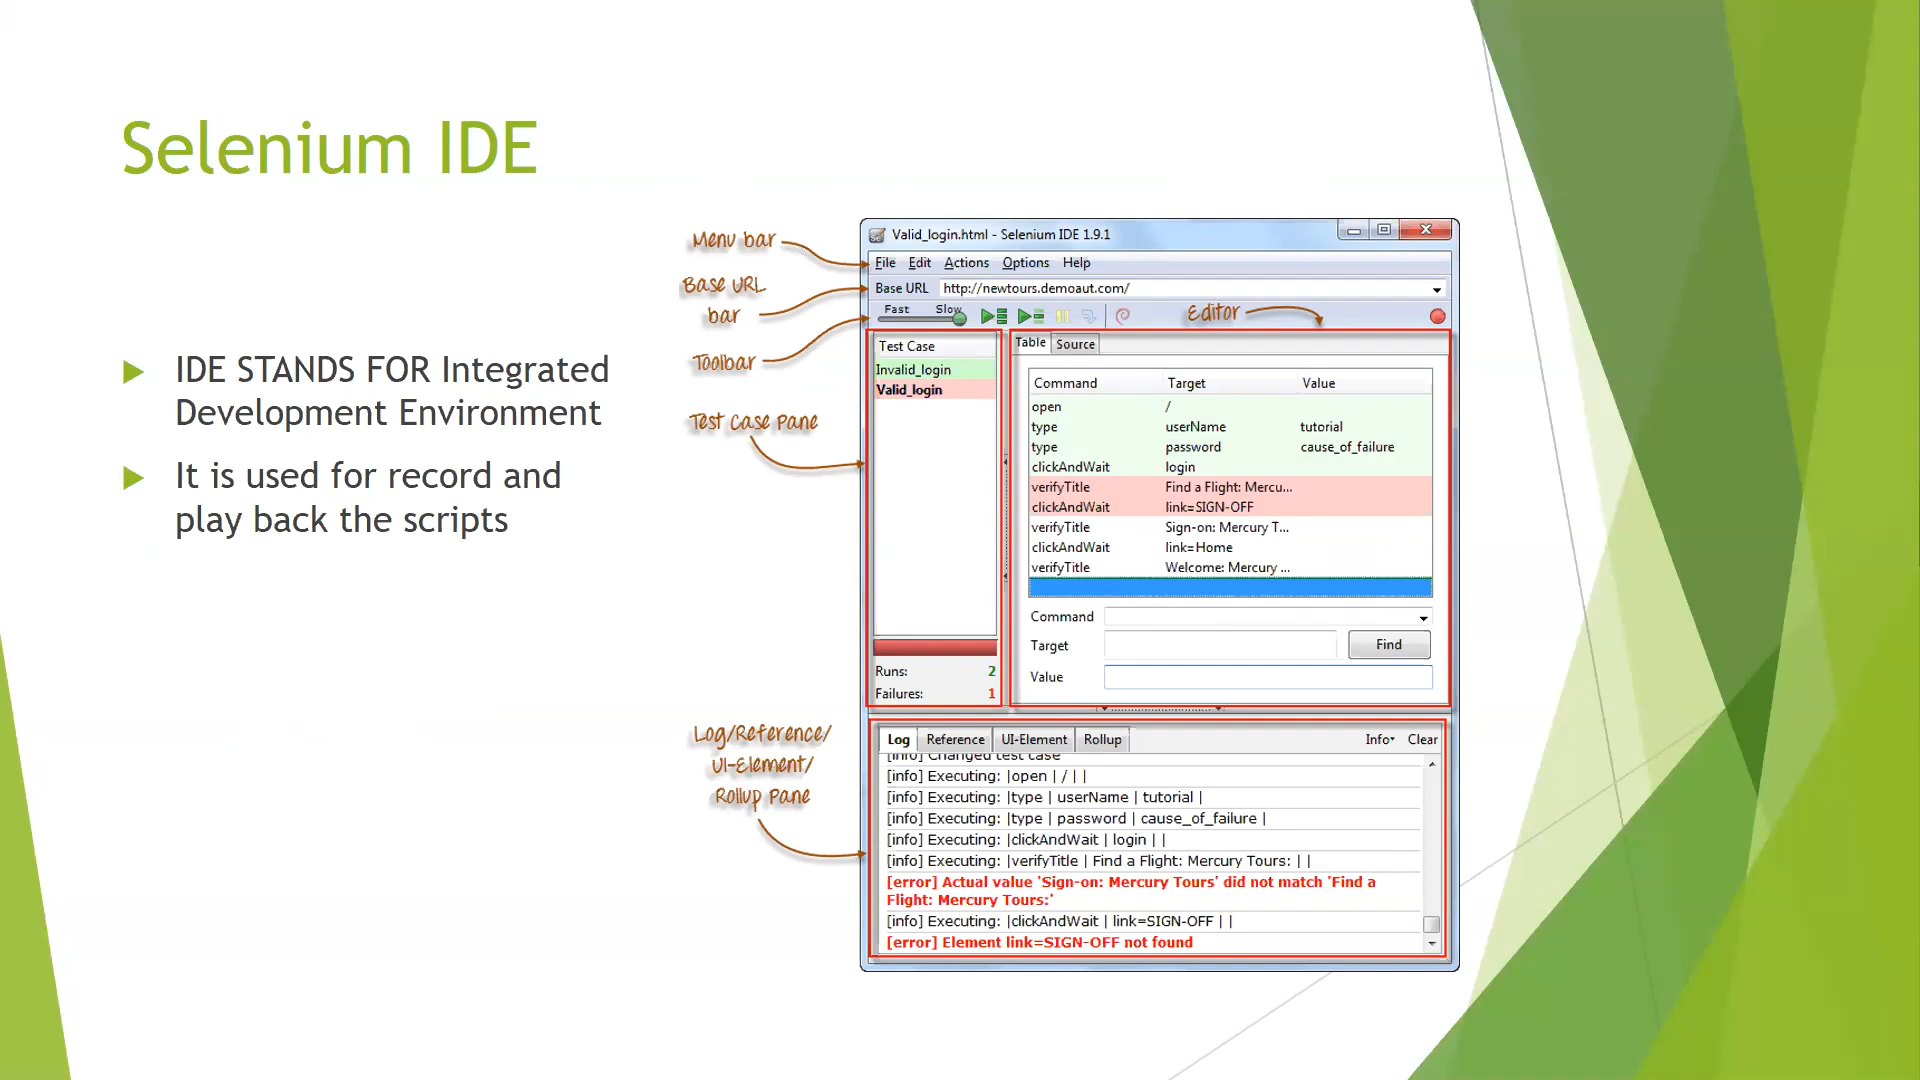 Selenium IDE
IDE STANDS FOR Integrated
Development Environment
It is used for record and
play back the scripts
Menu bar
Base URL
bar
Toolbar
Test Case Pane
Log/Reference/
UI-Element/
Rollup Pane
Valid_login.html - Selenium IDE 1.9.1
File Edit Actions Options Help
Base URL http://newtours.demoaut.com/
Fast Slow
Editor
Test Case
Invalid_login
Valid_login
Runs: 2
Failures: 1
Table Source
Command Target Value
open /
type userName tutorial
type password cause_of_failure
clickAndWait login
verifyTitle Find a Flight: Mercu...
clickAndWait link=SIGN-OFF
verifyTitle Sign-on: Mercury T...
clickAndWait link=Home
verifyTitle Welcome: Mercury ...
Command
Target Find
Value
Log Reference UI-Element Rollup Info Clear
[info] Changed test case
[info] Executing: |open | / | |
[info] Executing: |type | userName | tutorial |
[info] Executing: |type | password | cause_of_failure |
[info] Executing: |clickAndWait | login | |
[info] Executing: |verifyTitle | Find a Flight: Mercury Tours: | |
[error] Actual value 'Sign-on: Mercury Tours' did not match 'Find a
Flight: Mercury Tours:'
[info] Executing: |clickAndWait | link=SIGN-OFF | |
[error] Element link=SIGN-OFF not found